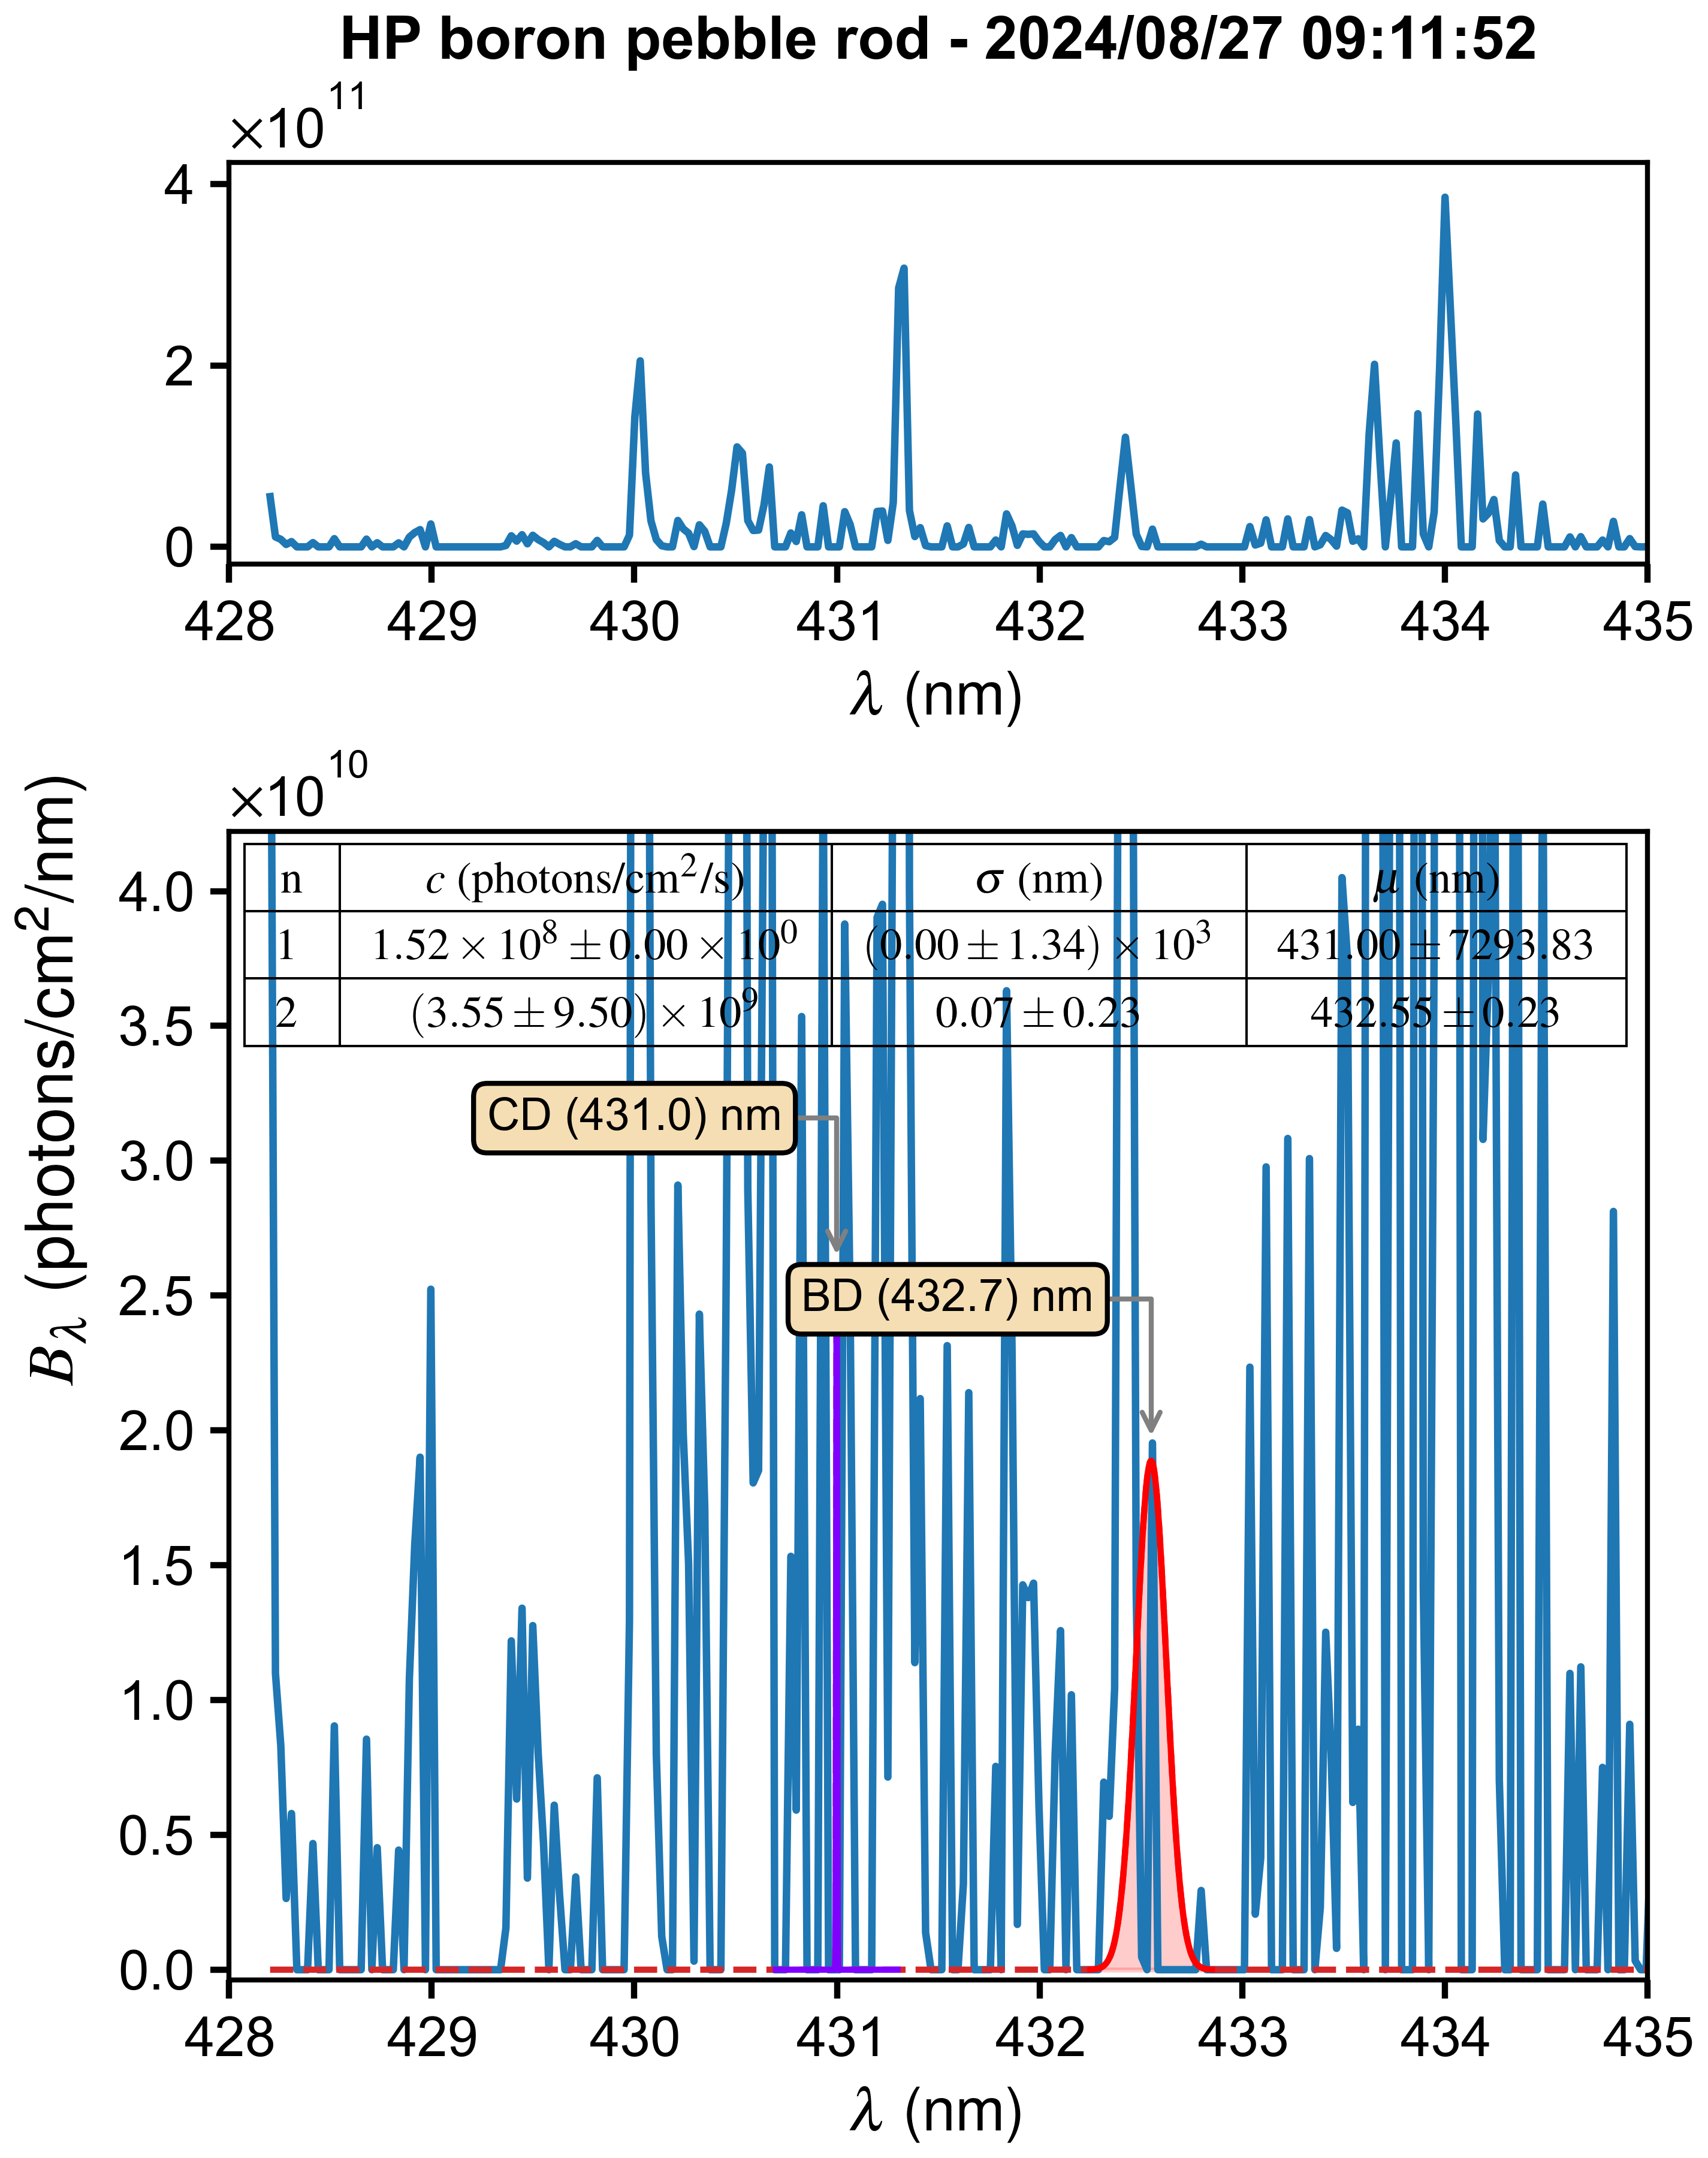 HP boron pebble rod - 2024/08/27 09:11:52
×10^11
4
2
0
428 429 430 431 432 433 434 435
λ (nm)
×10^10
B_λ (photons/cm²/nm)
4.0
3.5
3.0
2.5
2.0
1.5
1.0
0.5
0.0
n c (photons/cm²/s) σ (nm) μ (nm)
1 1.52 × 10^8 ± 0.00 × 10^0 (0.00 ± 1.34) × 10^3 431.00 ± 7293.83
2 (3.55 ± 9.50) × 10^9 0.07 ± 0.23 432.55 ± 0.23
CD (431.0) nm
BD (432.7) nm
428 429 430 431 432 433 434 435
λ (nm)